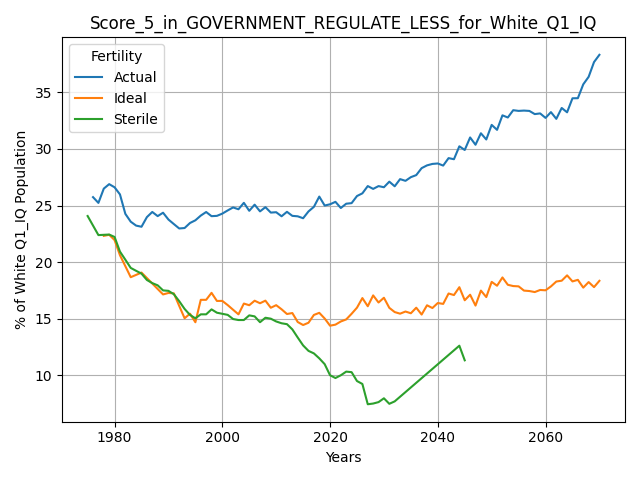 Score_5_in_GOVERNMENT_REGULATE_LESS_for_White_Q1_IQ
Fertility
Actual
Ideal
Sterile
% of White Q1_IQ Population
35
30
25
20
15
10
1980
2000
2020
2040
2060
Years